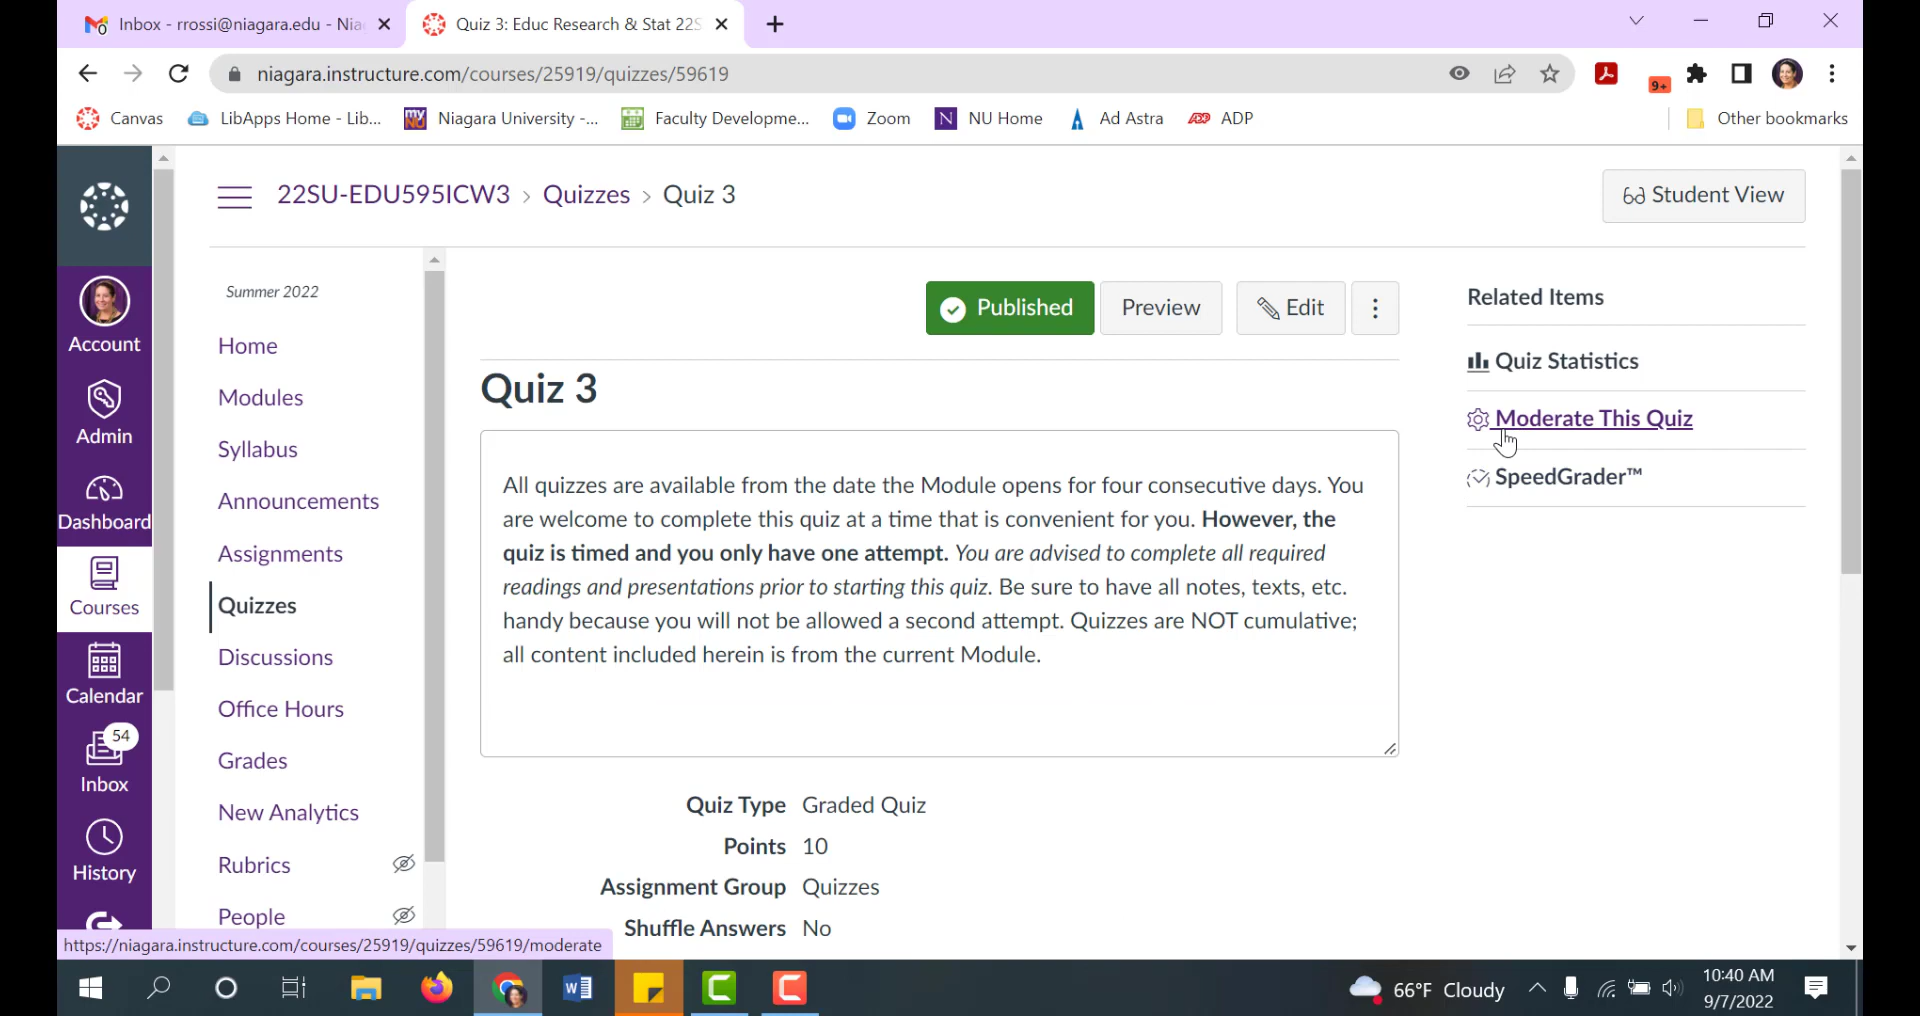 Inbox - rrossi@niagara.edu - Nia
Quiz 3: Educ Research & Stat 22S
niagara.instructure.com/courses/25919/quizzes/59619
9+
Canvas
LibApps Home - Lib...
myNU
Niagara University -...
Faculty Developme...
Zoom
N
NU Home
Ad Astra
ADP
ADP
Other bookmarks
22SU-EDU595ICW3 › Quizzes › Quiz 3
Student View
Account
Admin
Dashboard
Courses
Calendar
54
Inbox
History
Summer 2022
Home
Modules
Syllabus
Announcements
Assignments
Quizzes
Discussions
Office Hours
Grades
New Analytics
Rubrics
People
Published
Preview
Edit
Quiz 3
All quizzes are available from the date the Module opens for four consecutive days. You
are welcome to complete this quiz at a time that is convenient for you. However, the
quiz is timed and you only have one attempt. You are advised to complete all required
readings and presentations prior to starting this quiz. Be sure to have all notes, texts, etc.
handy because you will not be allowed a second attempt. Quizzes are NOT cumulative;
all content included herein is from the current Module.
Quiz Type Graded Quiz
Points 10
Assignment Group Quizzes
Shuffle Answers No
Related Items
Quiz Statistics
Moderate This Quiz
SpeedGrader™
https://niagara.instructure.com/courses/25919/quizzes/59619/moderate
66°F Cloudy
10:40 AM
9/7/2022